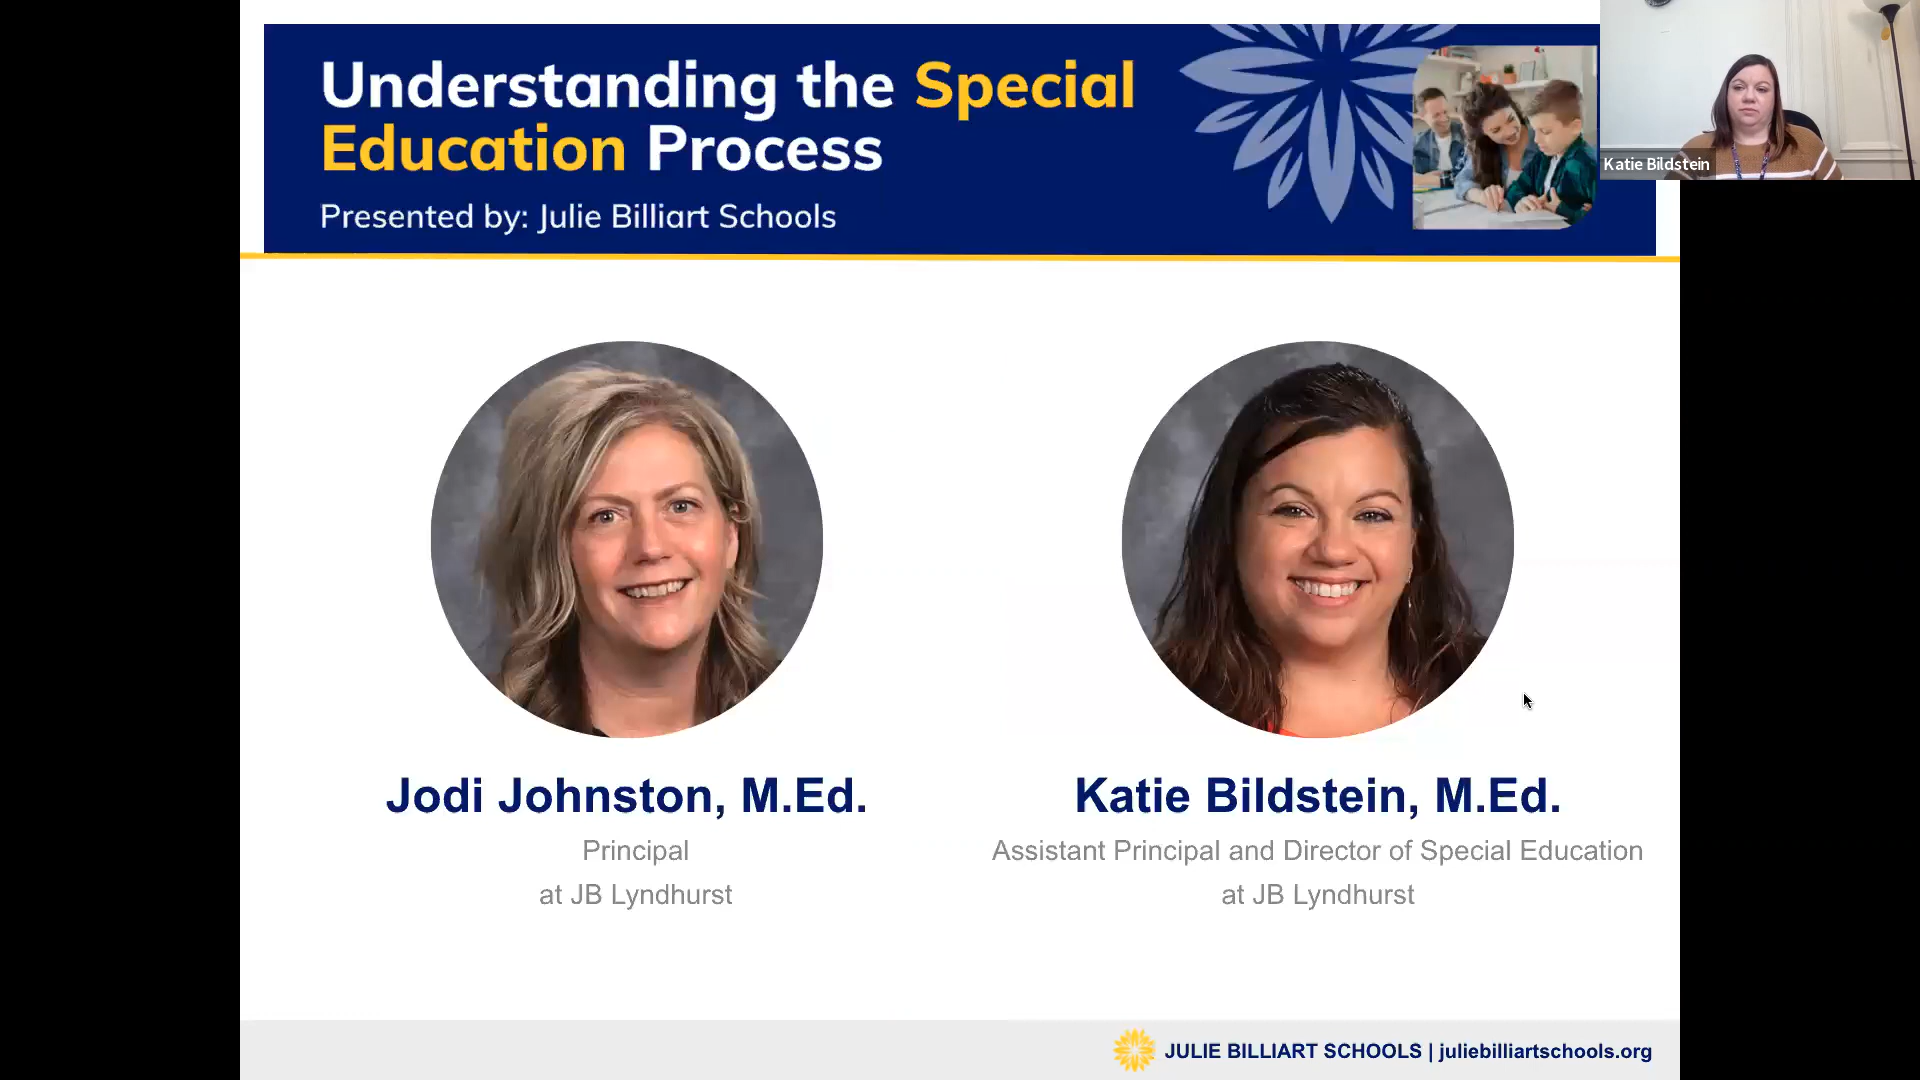 Understanding the Special
Education Process
Presented by: Julie Billiart Schools
Katie Bildstein
Jodi Johnston, M.Ed.
Principal
at JB Lyndhurst
Katie Bildstein, M.Ed.
Assistant Principal and Director of Special Education
at JB Lyndhurst
JULIE BILLIART SCHOOLS | juliebilliartschools.org